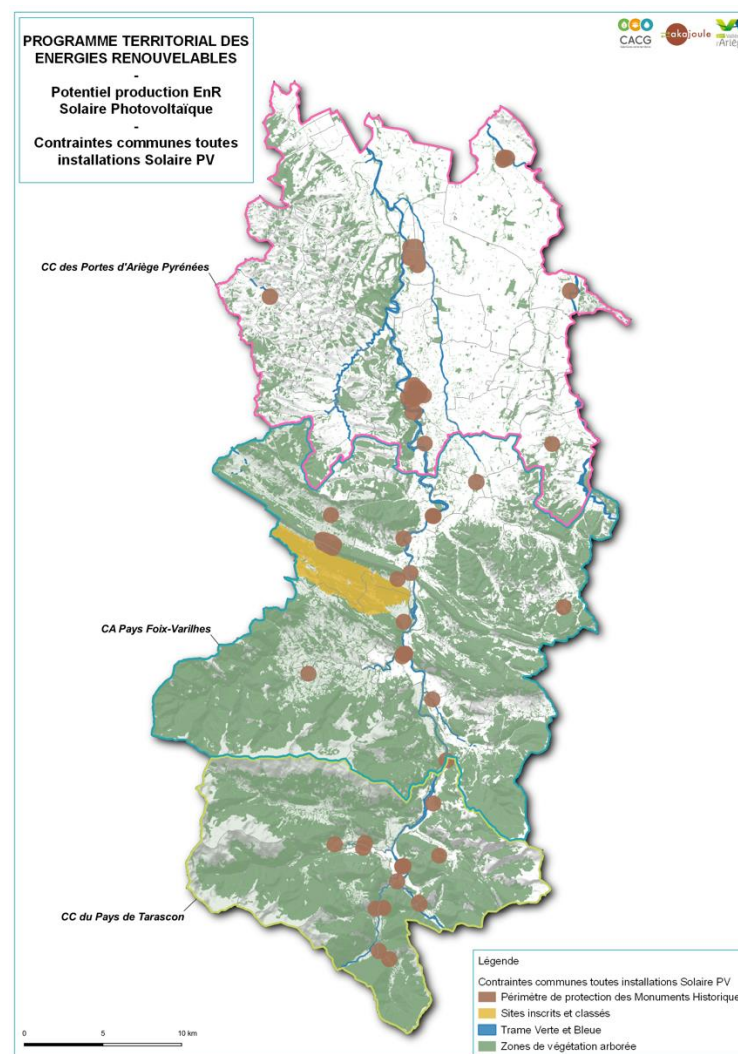 PROGRAMME TERRITORIAL DES
ENERGIES RENOUVELABLES
-
Potentiel production EnR
Solaire Photovoltaïque
-
Contraintes communes toutes
installations Solaire PV
CACG
akajoule
d'Arièg
CC des Portes d'Ariège Pyrénées
CA Pays Foix-Varilhes
CC du Pays de Tarascon
Légende
Contraintes communes toutes installations Solaire PV
Périmètre de protection des Monuments Historique
Sites inscrits et classés
Trame Verte et Bleue
Zones de végétation arborée
0 5 10 km